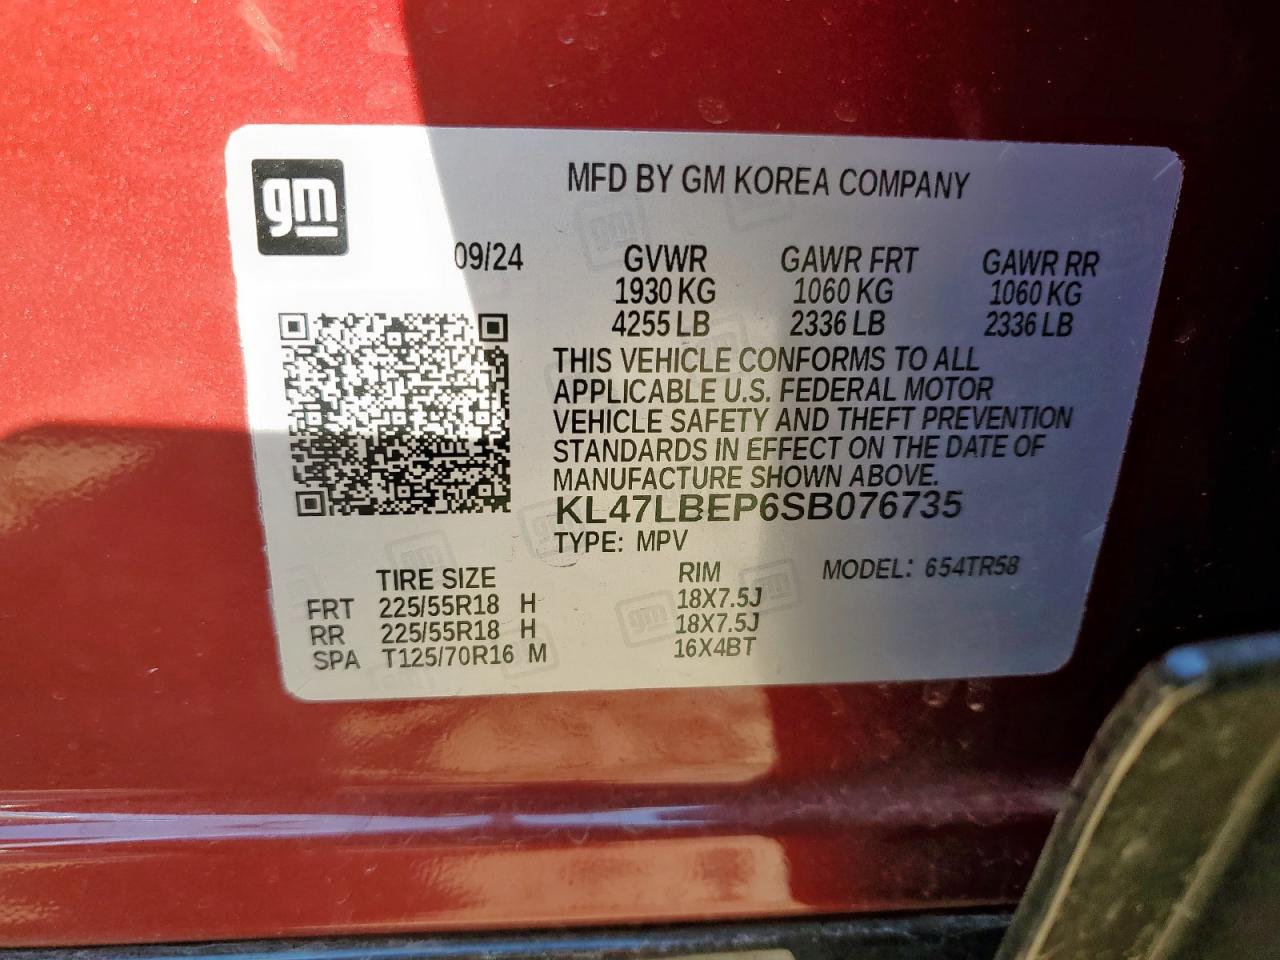 gm
MFD BY GM KOREA COMPANY
09/24 GVWR GAWR FRT GAWR RR
1930 KG 1060 KG 1060 KG
4255 LB 2336 LB 2336 LB
THIS VEHICLE CONFORMS TO ALL
APPLICABLE U.S. FEDERAL MOTOR
VEHICLE SAFETY AND THEFT PREVENTION
STANDARDS IN EFFECT ON THE DATE OF
MANUFACTURE SHOWN ABOVE.
KL47LBEP6SB076735
TYPE: MPV
TIRE SIZE RIM MODEL: 654TR58
FRT 225/55R18 H 18X7.5J
RR 225/55R18 H 18X7.5J
SPA T125/70R16 M 16X4BT